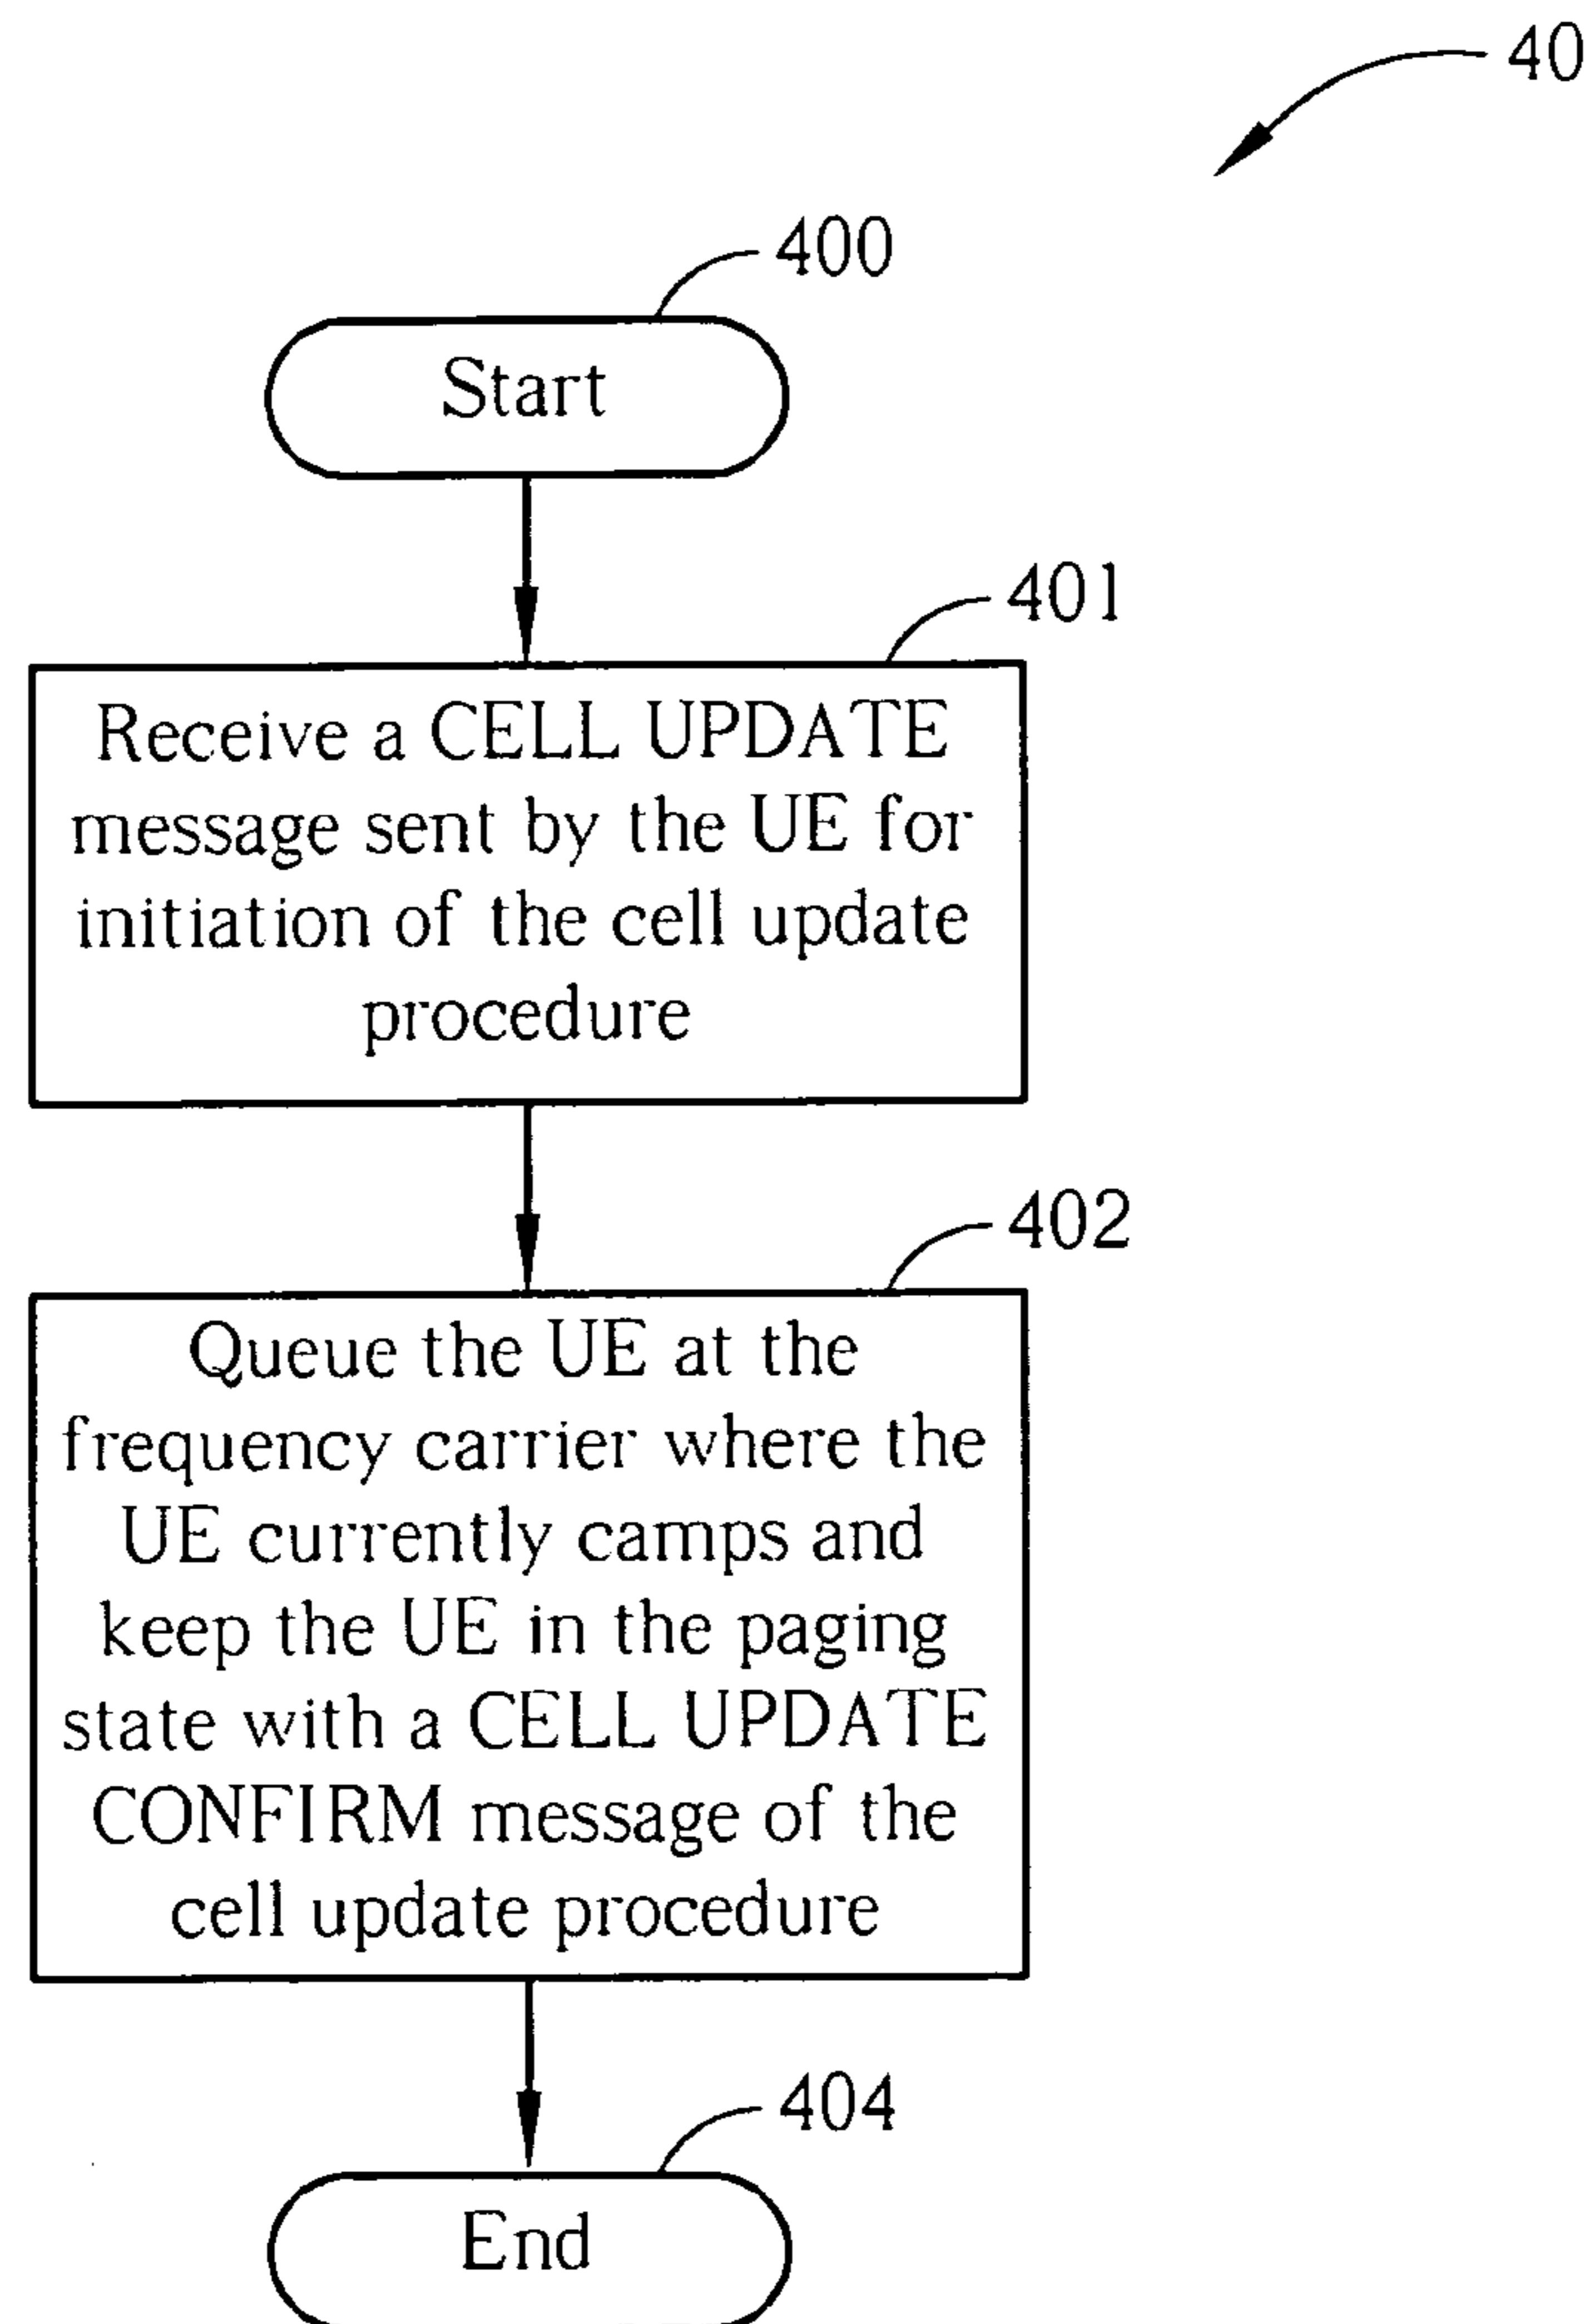 40
400
Start
401
Receive a CELL UPDATE
message sent by the UE for
initiation of the cell update
procedure
402
Queue the UE at the
frequency carrier where the
UE currently camps and
keep the UE in the paging
state with a CELL UPDATE
CONFIRM message of the
cell update procedure
404
End